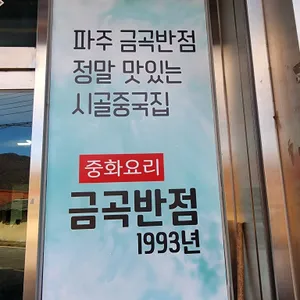 파주 금곡반점
정말 맛있는
시골중국집
중화요리
금곡반점
1993년